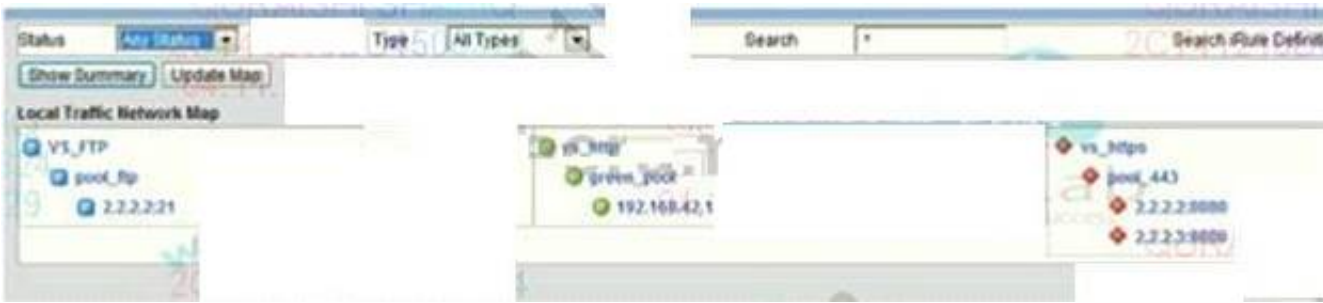 Status Any Status Type All Types Search * Search iRule Definit
Show Summary Update Map
Local Traffic Network Map
VS_FTP
pool_ftp
2.2.2.2:21
vs_http
green_pool
192.168.42.1
vs_https
pool_443
2.2.2.2:8080
2.2.2.3:8080